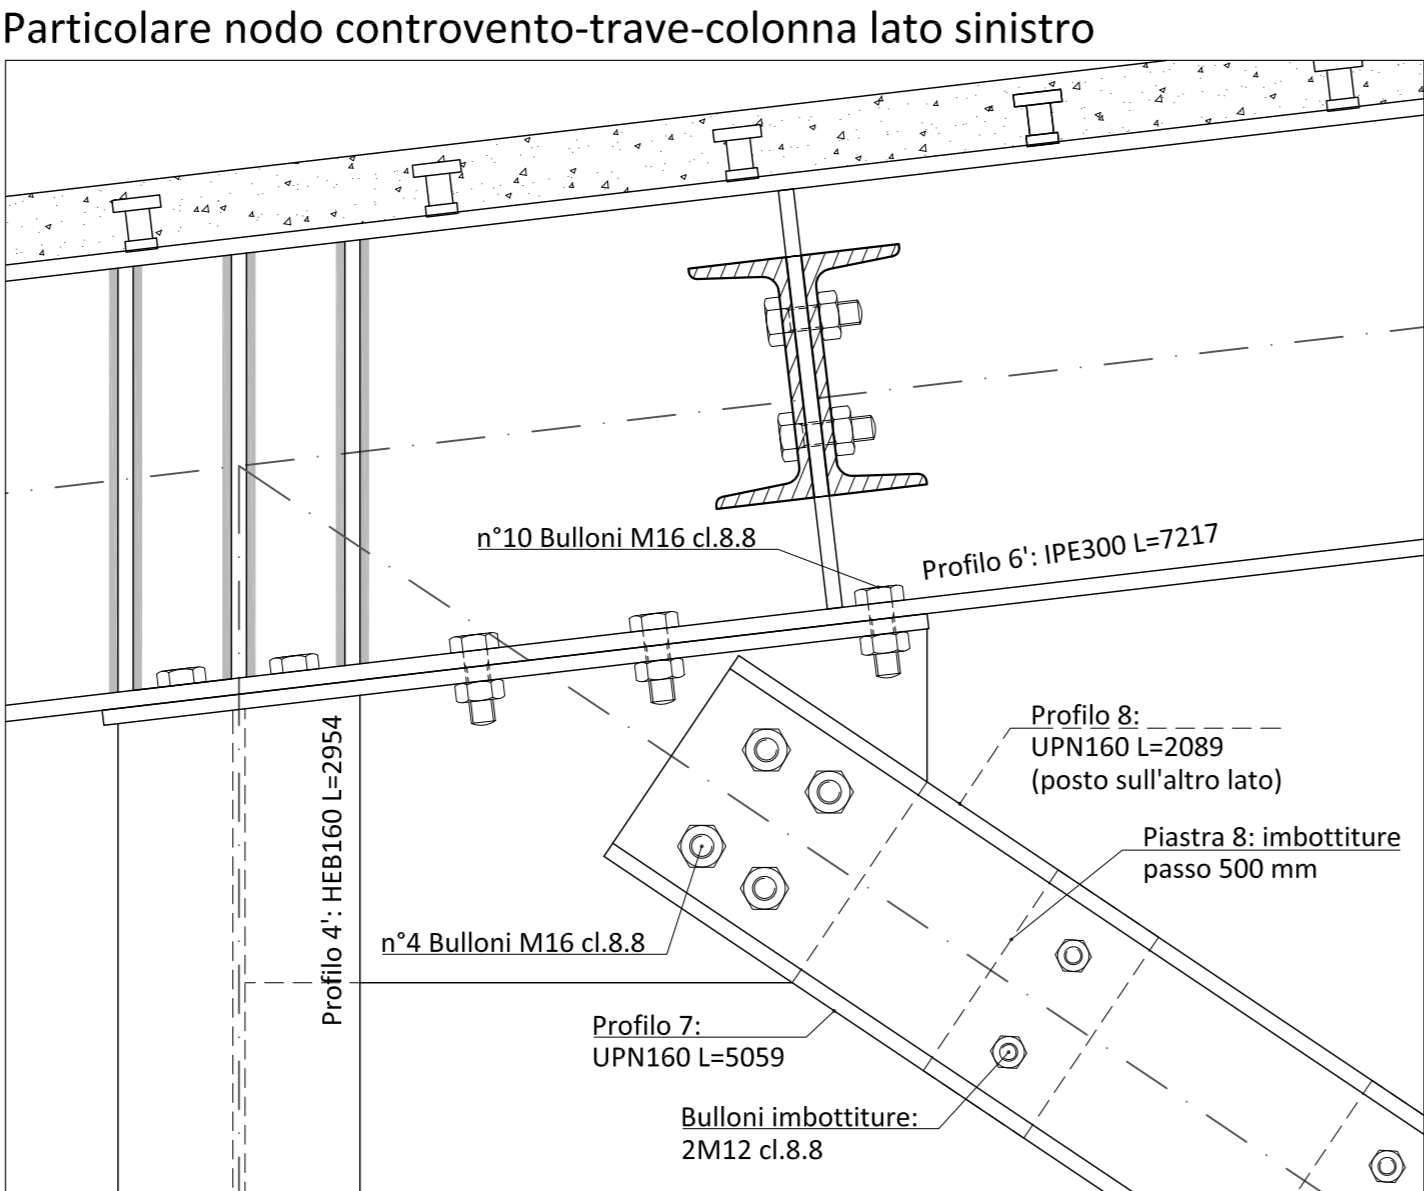 Particolare nodo controvento-trave-colonna lato sinistro
n°10 Bulloni M16 cl.8.8
Profilo 6': IPE300 L=7217
Profilo 4': HEB160 L=2954
Profilo 8:
UPN160 L=2089
(posto sull'altro lato)
Piastra 8: imbottiture
passo 500 mm
n°4 Bulloni M16 cl.8.8
Profilo 7:
UPN160 L=5059
Bulloni imbottiture:
2M12 cl.8.8